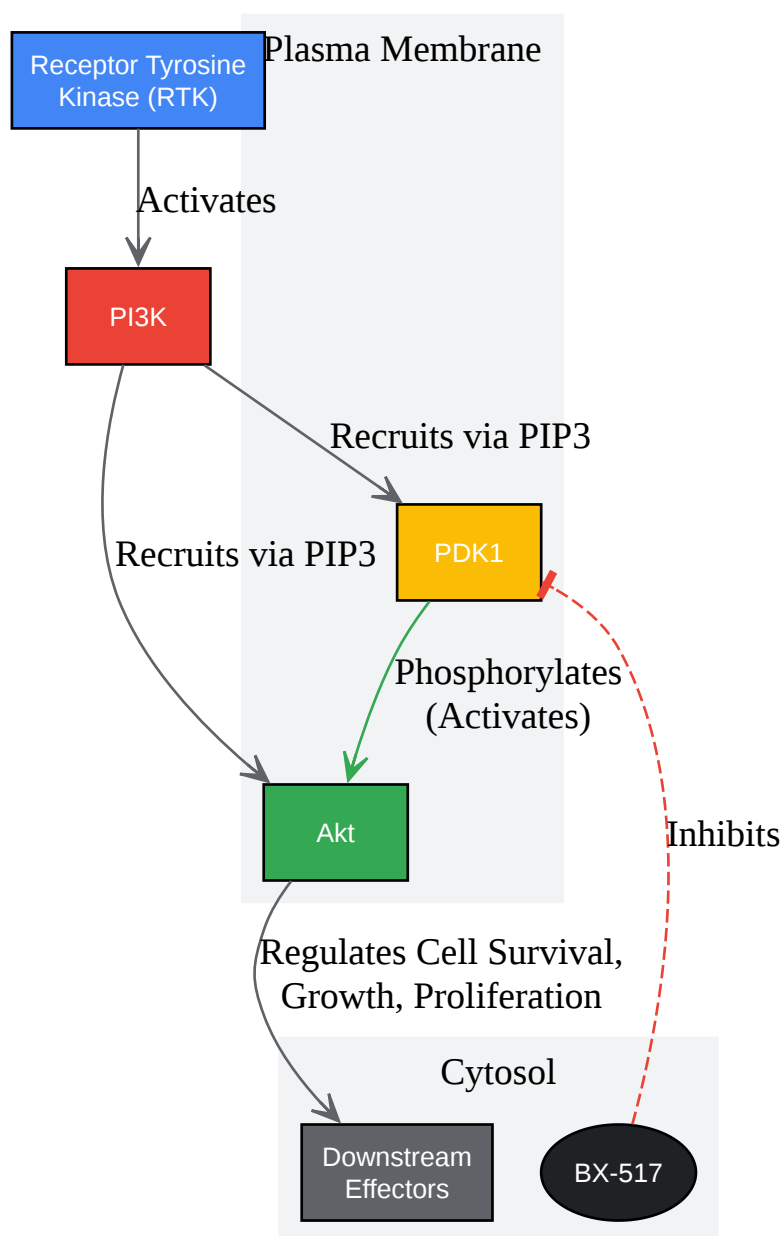 Plasma Membrane
Receptor Tyrosine
Kinase (RTK)
Activates
PI3K
Recruits via PIP3
Recruits via PIP3
PDK1
Phosphorylates
(Activates)
Akt
Inhibits
Regulates Cell Survival,
Growth, Proliferation
Cytosol
Downstream
Effectors
BX-517